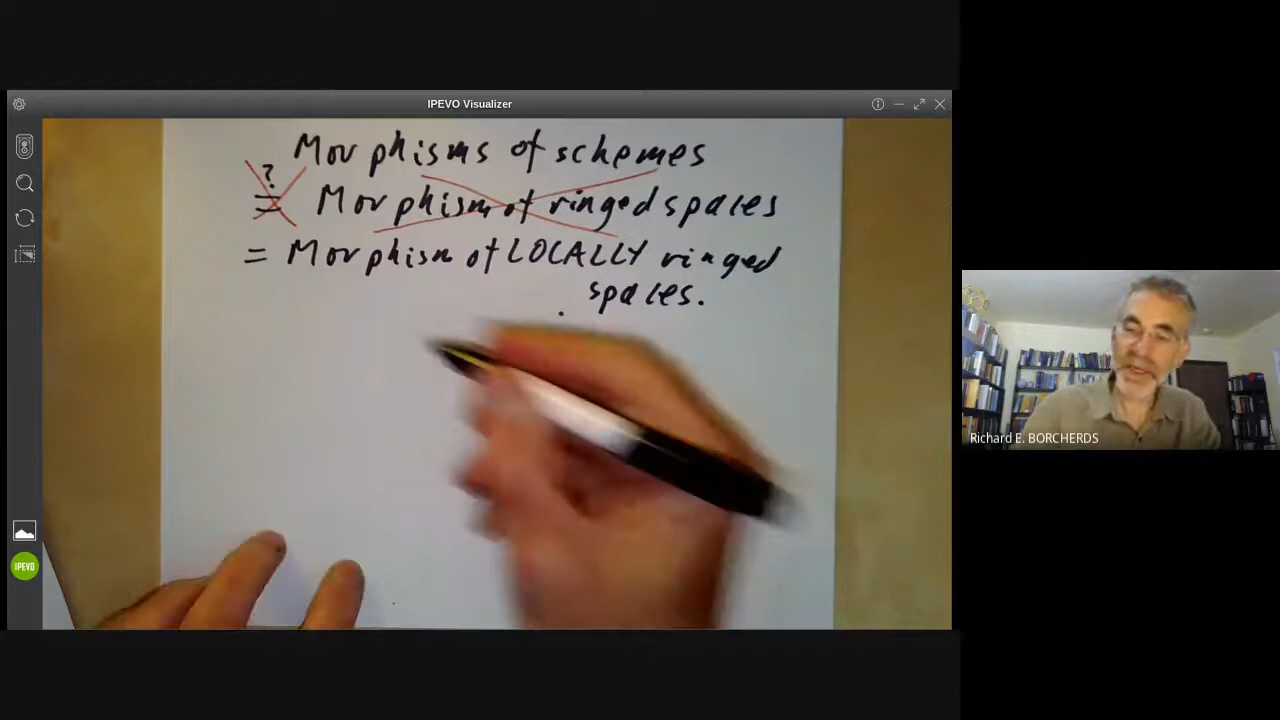 IPEVO Visualizer
Morphisms of schemes
?
= Morphism of ringed spaces
= Morphism of LOCALLY ringed
spaces.
Richard E. BORCHERDS
IPEVO